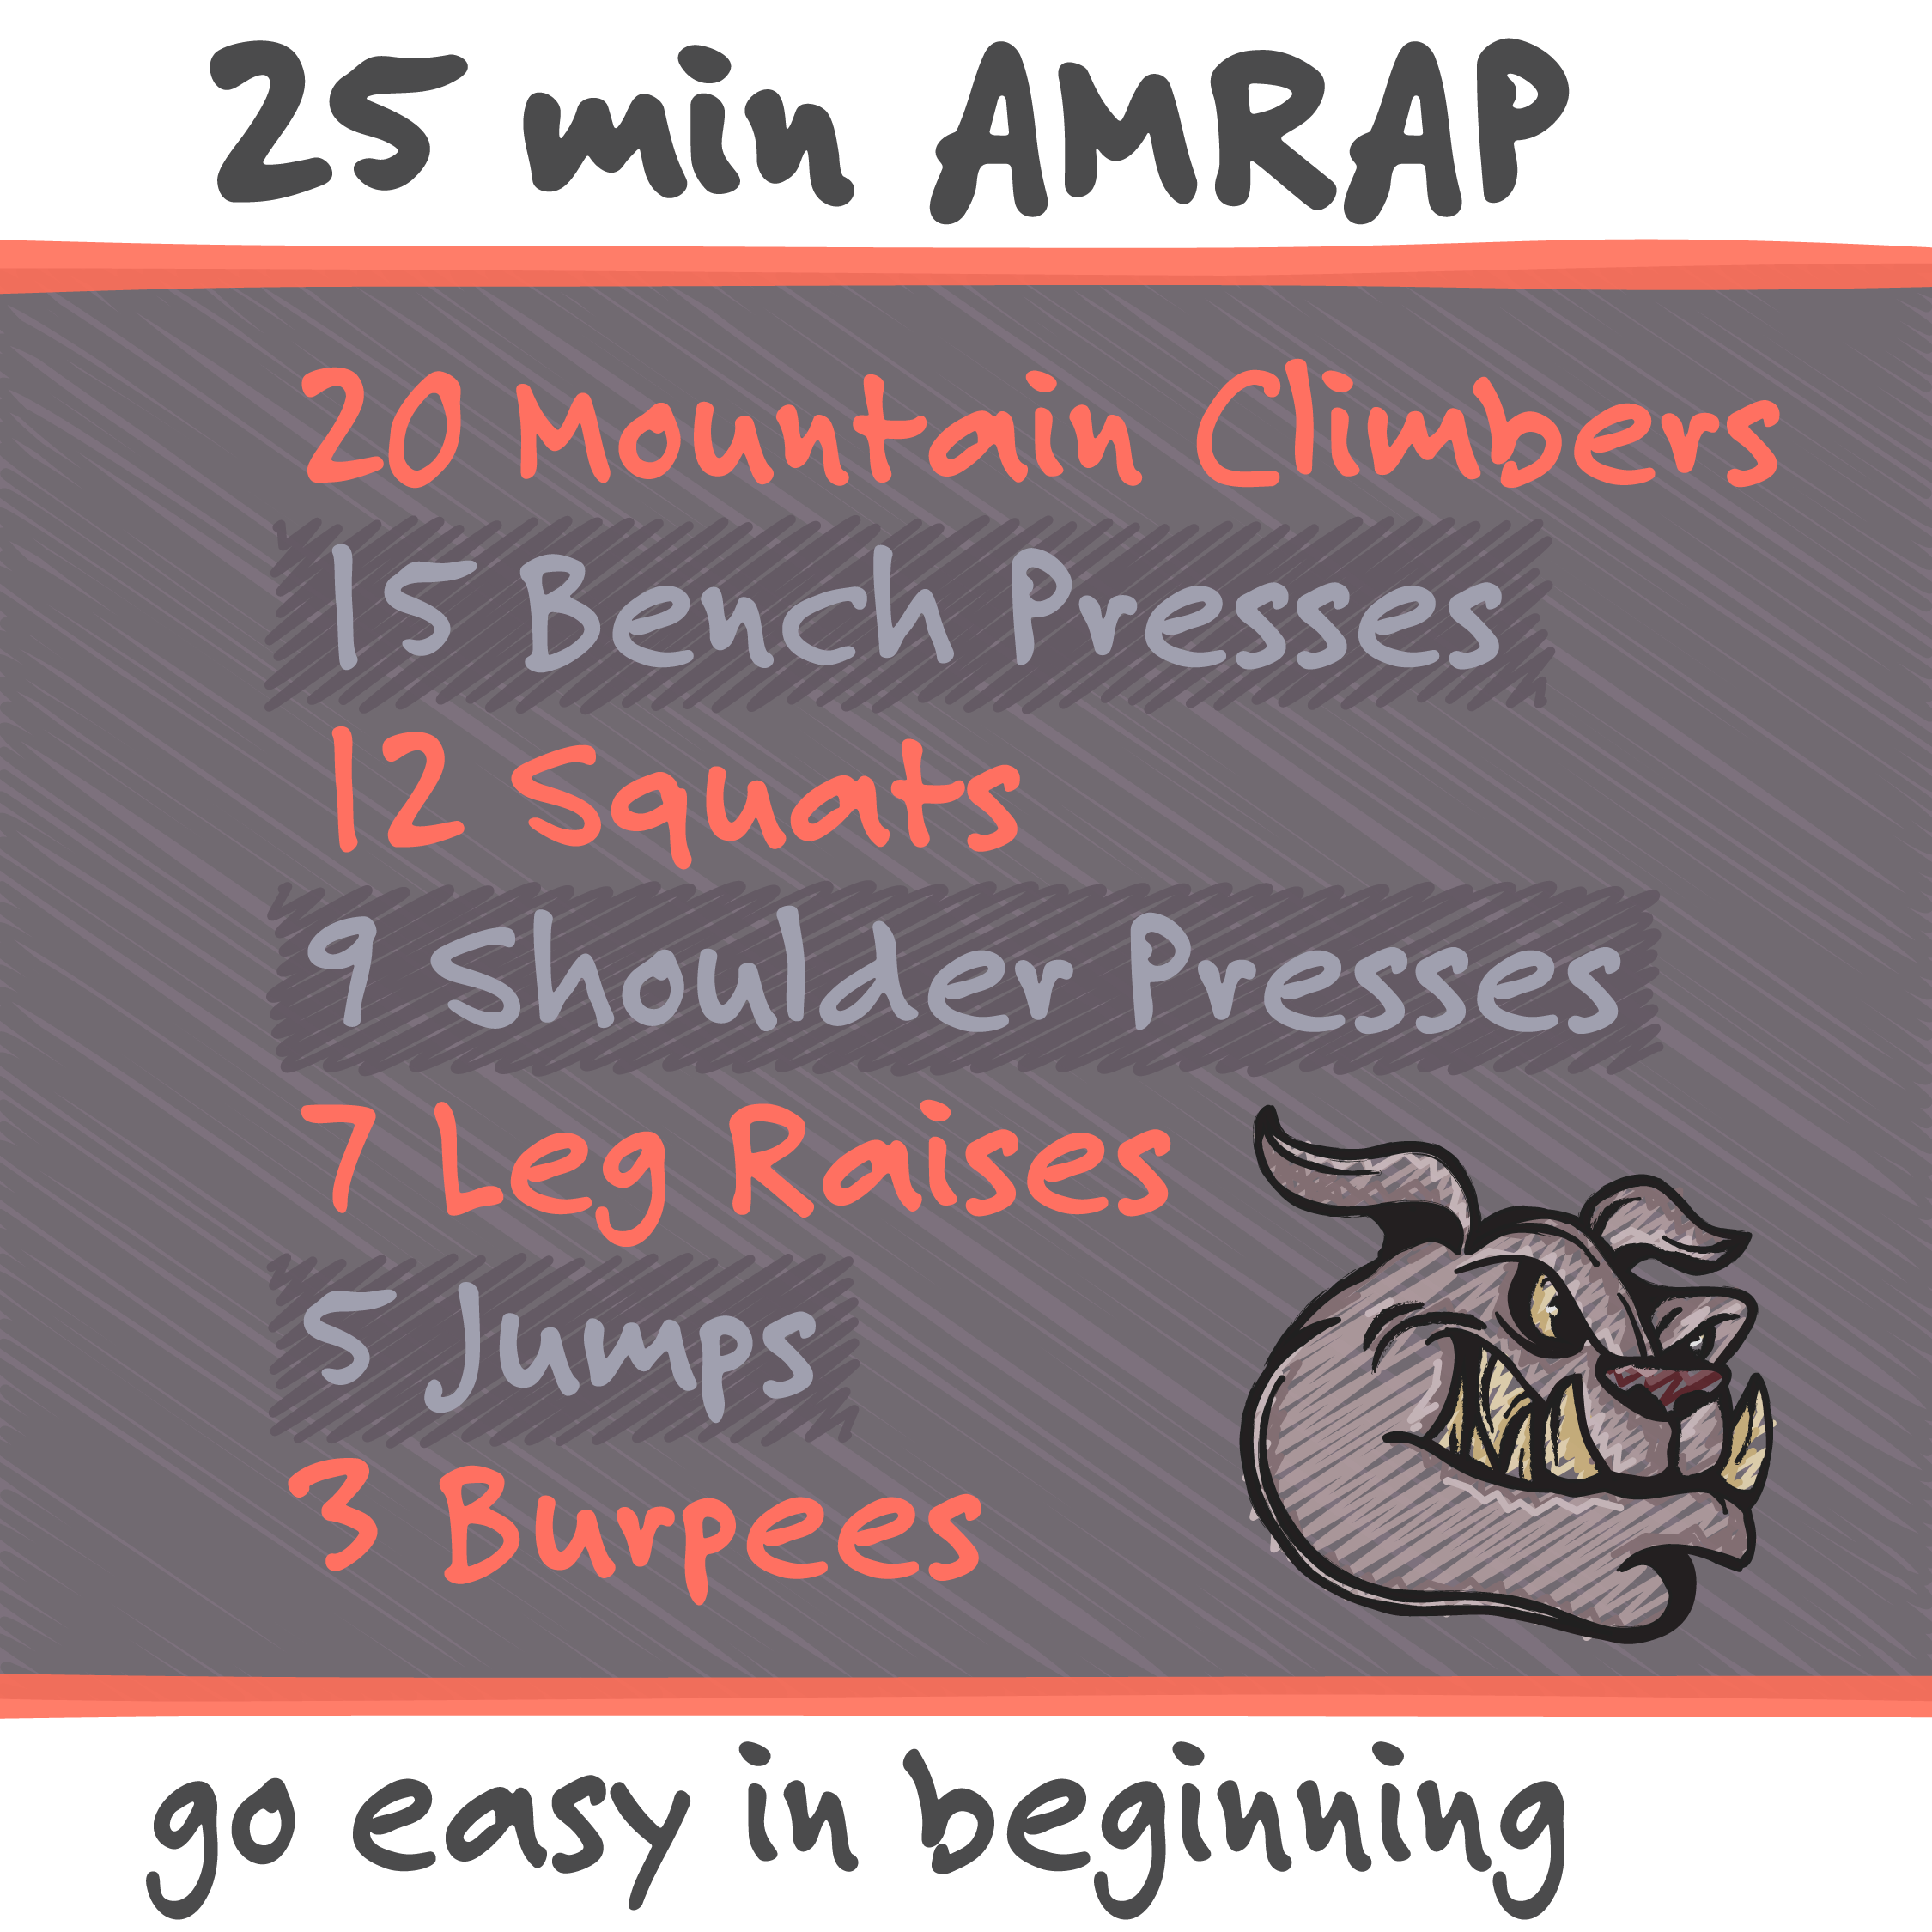 25 min AMRAP
20 Mountain Climbers
15 Bench Presses
12 Squats
9 Shoulder Presses
7 Leg Raises
5 Jumps
3 Burpees
go easy in beginning